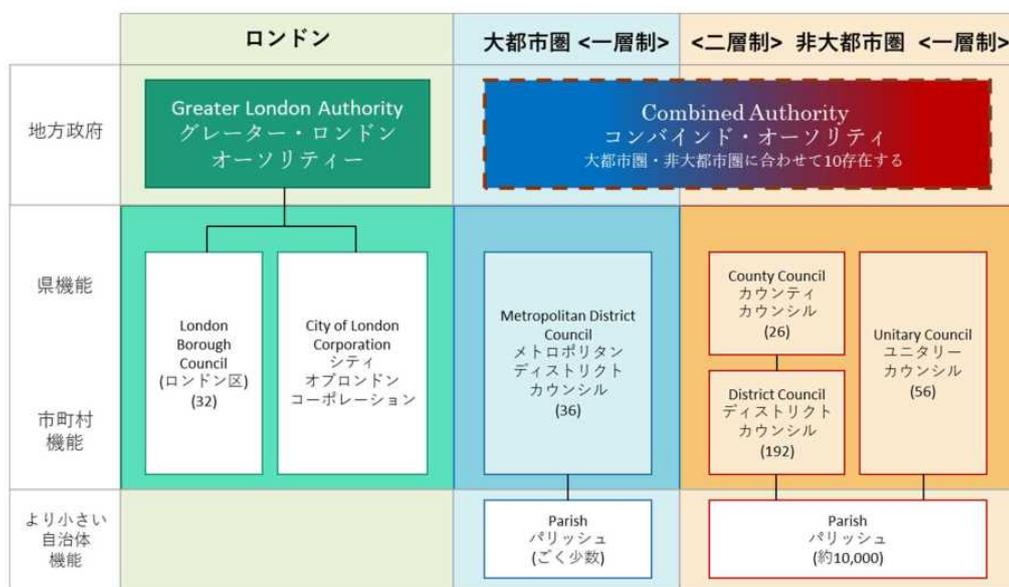 ロンドン
大都市圏 <一層制>
<二層制> 非大都市圏 <一層制>
地方政府
Greater London Authority
グレーター・ロンドン
オーソリティー
Combined Authority
コンバインド・オーソリティ
大都市圏・非大都市圏に合わせて10存在する
県機能
市町村
機能
London
Borough
Council
(ロンドン区)
(32)
City of London
Corporation
シティ
オブロンドン
コーポレーション
Metropolitan District
Council
メトロポリタン
ディストリクト
カウンシル
(36)
County Council
カウンティ
カウンシル
(26)
District Council
ディストリクト
カウンシル
(192)
Unitary Council
ユニタリー
カウンシル
(56)
より小さい
自治体
機能
Parish
パリッシュ
(ごく少数)
Parish
パリッシュ
(約10,000)